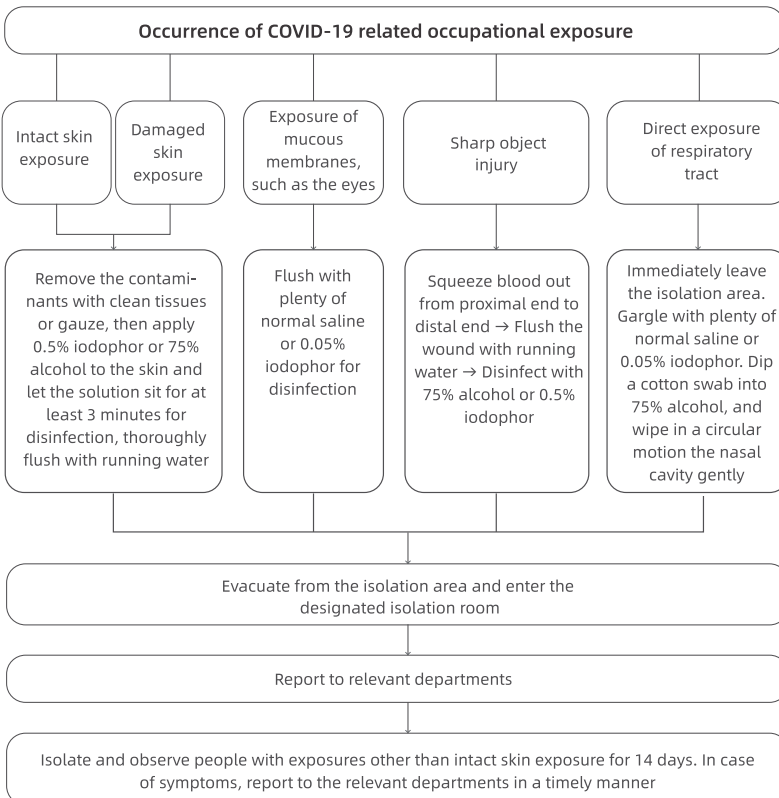 Occurrence of COVID-19 related occupational exposure
Intact skin
exposure
Damaged
skin
exposure
Exposure of
mucous
membranes,
such as the eyes
Sharp object
injury
Direct exposure
of respiratory
tract
Remove the contami-
nants with clean tissues
or gauze, then apply
0.5% iodophor or 75%
alcohol to the skin and
let the solution sit for at
least 3 minutes for
disinfection, thoroughly
flush with running water
Flush with
plenty of
normal saline
or 0.05%
iodophor for
disinfection
Squeeze blood out
from proximal end to
distal end → Flush the
wound with running
water → Disinfect with
75% alcohol or 0.5%
iodophor
Immediately leave
the isolation area.
Gargle with plenty of
normal saline or
0.05% iodophor. Dip
a cotton swab into
75% alcohol, and
wipe in a circular
motion the nasal
cavity gently
Evacuate from the isolation area and enter the
designated isolation room
Report to relevant departments
Isolate and observe people with exposures other than intact skin exposure for 14 days. In case
of symptoms, report to the relevant departments in a timely manner